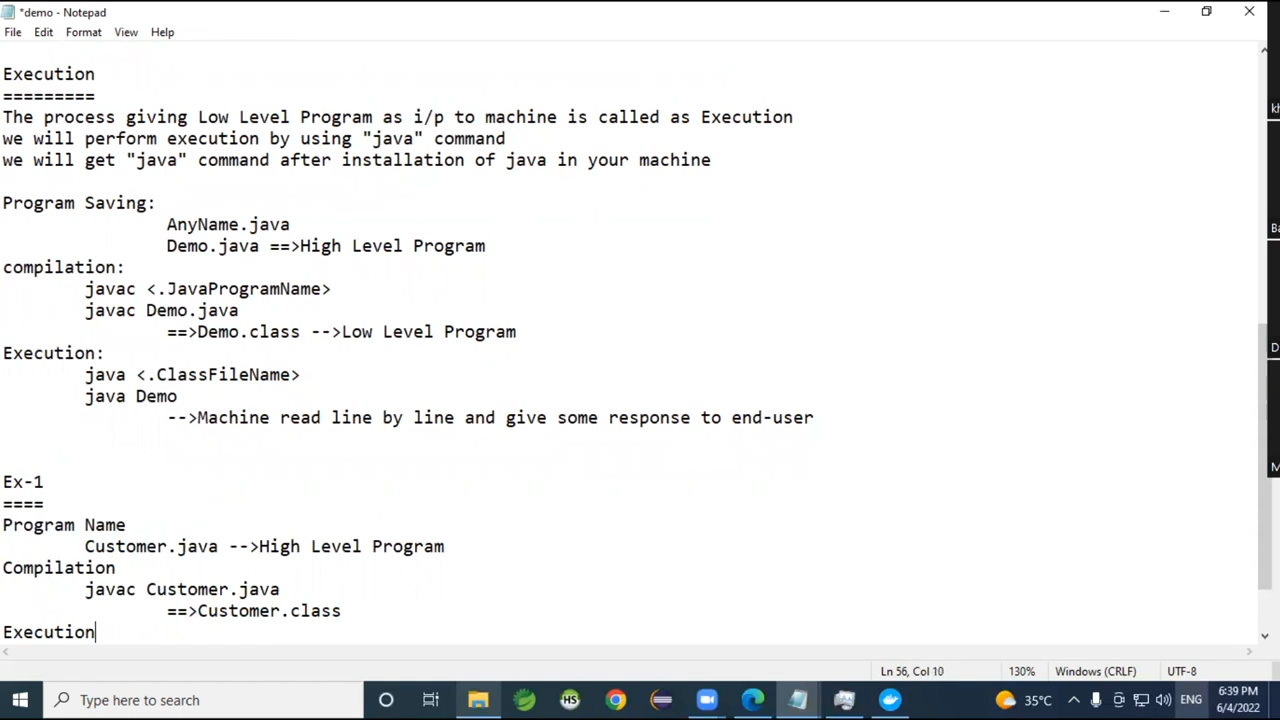 *demo - Notepad
File Edit Format View Help
Execution
=========
The process giving Low Level Program as i/p to machine is called as Execution
we will perform execution by using "java" command
we will get "java" command after installation of java in your machine
Program Saving:
AnyName.java
Demo.java ==>High Level Program
compilation:
javac <.JavaProgramName>
javac Demo.java
==>Demo.class -->Low Level Program
Execution:
java <.ClassFileName>
java Demo
-->Machine read line by line and give some response to end-user
Ex-1
====
Program Name
Customer.java -->High Level Program
Compilation
javac Customer.java
==>Customer.class
Execution
Ln 56, Col 10 130% Windows (CRLF) UTF-8
Type here to search HS 35°C ENG 6:39 PM
6/4/2022